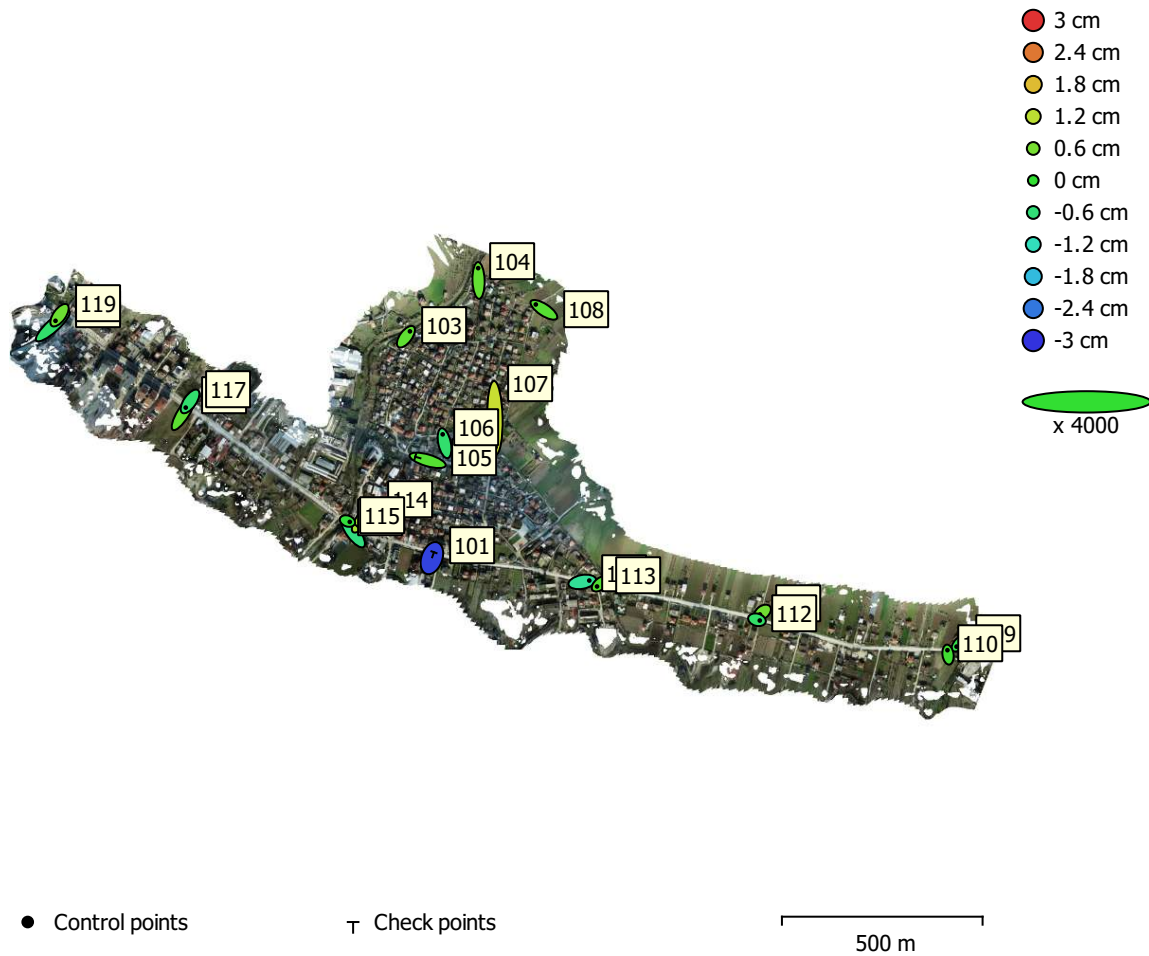 3 cm
2.4 cm
1.8 cm
1.2 cm
0.6 cm
0 cm
-0.6 cm
-1.2 cm
-1.8 cm
-2.4 cm
-3 cm
x 4000
104
108
119
103
117
107
106
105
114
115
101
113
112
110
Control points
Check points
500 m